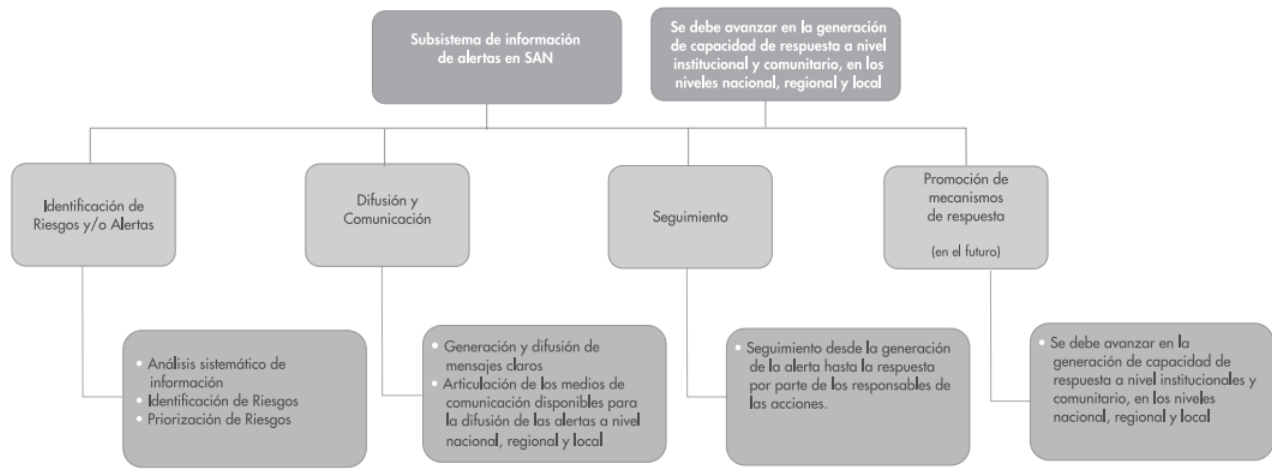 Subsistema de información
de alertas en SAN
Se debe avanzar en la generación
de capacidad de respuesta a nivel
institucional y comunitario, en los
niveles nacional, regional y local
Identificación de
Riesgos y/o Alertas
Difusión y
Comunicación
Seguimiento
Promoción de
mecanismos
de respuesta
(en el futuro)
• Análisis sistemático de
información
• Identificación de Riesgos
• Priorización de Riesgos
• Generación y difusión de
mensajes claros
• Articulación de los medios de
comunicación disponibles para
la difusión de las alertas a nivel
nacional, regional y local
• Seguimiento desde la generación
de la alerta hasta la respuesta
por parte de los responsables de
las acciones.
• Se debe avanzar en la
generación de capacidad de
respuesta a nivel institucionales y
comunitario, en los niveles
nacional, regional y local